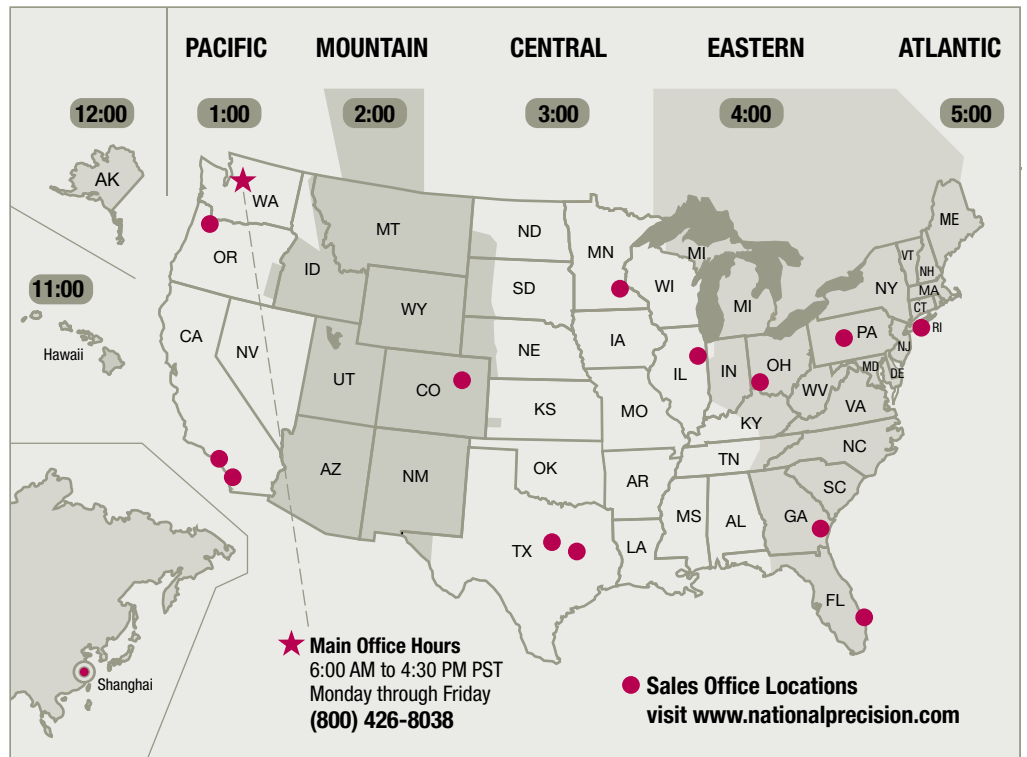 PACIFIC MOUNTAIN CENTRAL EASTERN ATLANTIC
12:00 1:00 2:00 3:00 4:00 5:00
AK
11:00
Hawaii
WA
OR
CA
NV
ID
MT
WY
UT
CO
AZ
NM
ND
SD
NE
KS
OK
TX
MN
IA
MO
AR
LA
WI
IL
MI
MI
IN
OH
KY
TN
MS
AL
GA
FL
SC
NC
VA
WV
PA
NY
VT
NH
ME
MA
CT
RI
NJ
DE
MD
Shanghai
Main Office Hours
6:00 AM to 4:30 PM PST
Monday through Friday
(800) 426-8038
Sales Office Locations
visit www.nationalprecision.com